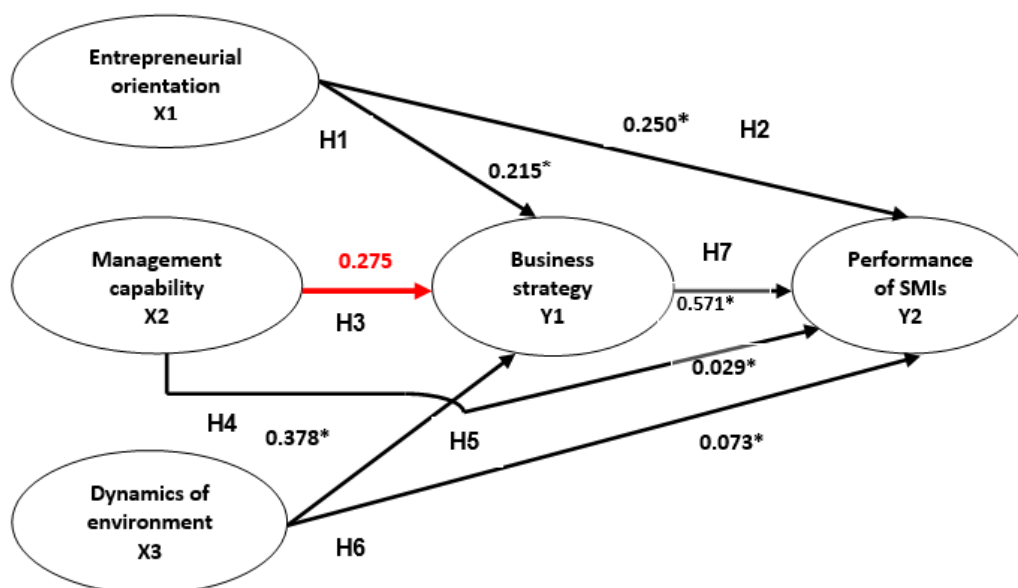 Entrepreneurial
orientation
X1
0.250*
H2
H1
0.215*
Management
capability
X2
0.275
H3
Business
strategy
Y1
H7
0.571*
Performance
of SMIs
Y2
0.029*
H4
0.378*
H5
0.073*
Dynamics of
environment
X3
H6